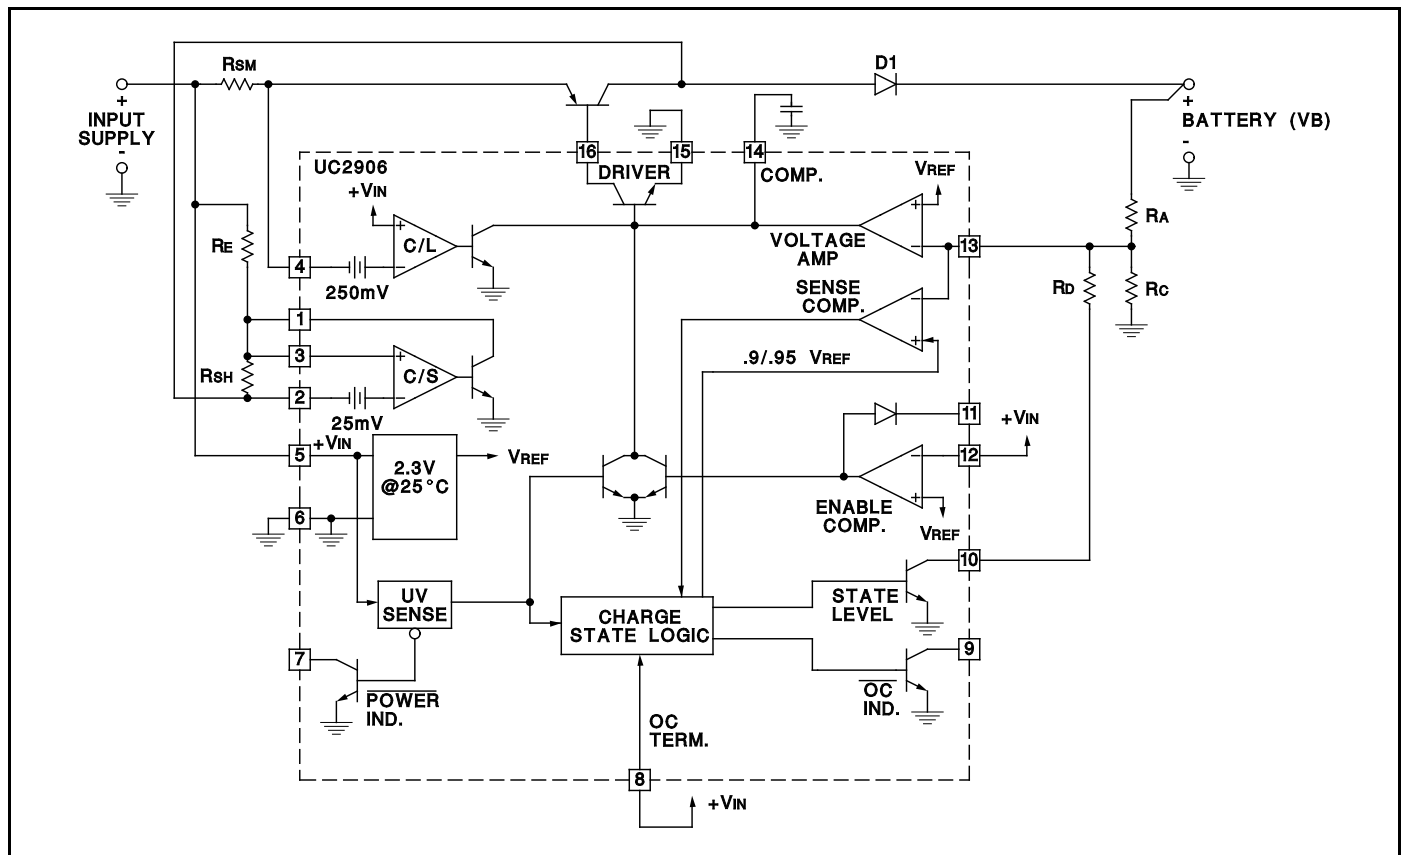 RSM
D1
+
INPUT
SUPPLY
-
+
BATTERY (VB)
-
16
15
14
UC2906
DRIVER
COMP.
VREF
+VIN
+
C/L
-
+
-
VOLTAGE
AMP
13
RA
RE
4
250mV
SENSE
COMP.
-
+
RD
RC
1
3
+
C/S
-
.9/.95 VREF
RSH
2
25mV
11
+VIN
5
+VIN
2.3V
@25°C
VREF
-
12
+
ENABLE
COMP.
VREF
6
10
UV
SENSE
CHARGE
STATE LOGIC
STATE
LEVEL
7
9
POWER
IND.
OC
IND.
OC
TERM.
8
+VIN